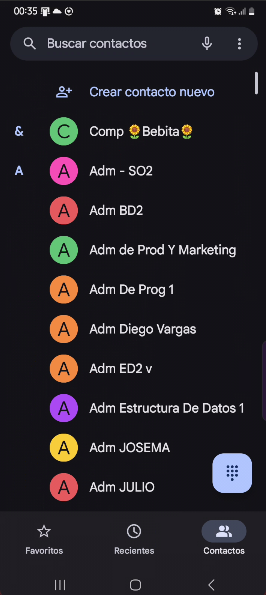 00:35
Buscar contactos
Crear contacto nuevo
& C Comp 🌻Bebita🌻
A A Adm - SO2
A Adm BD2
A Adm de Prod Y Marketing
A Adm De Prog 1
A Adm Diego Vargas
A Adm ED2 v
A Adm Estructura De Datos 1
A Adm JOSEMA
A Adm JULIO
Favoritos Recientes Contactos